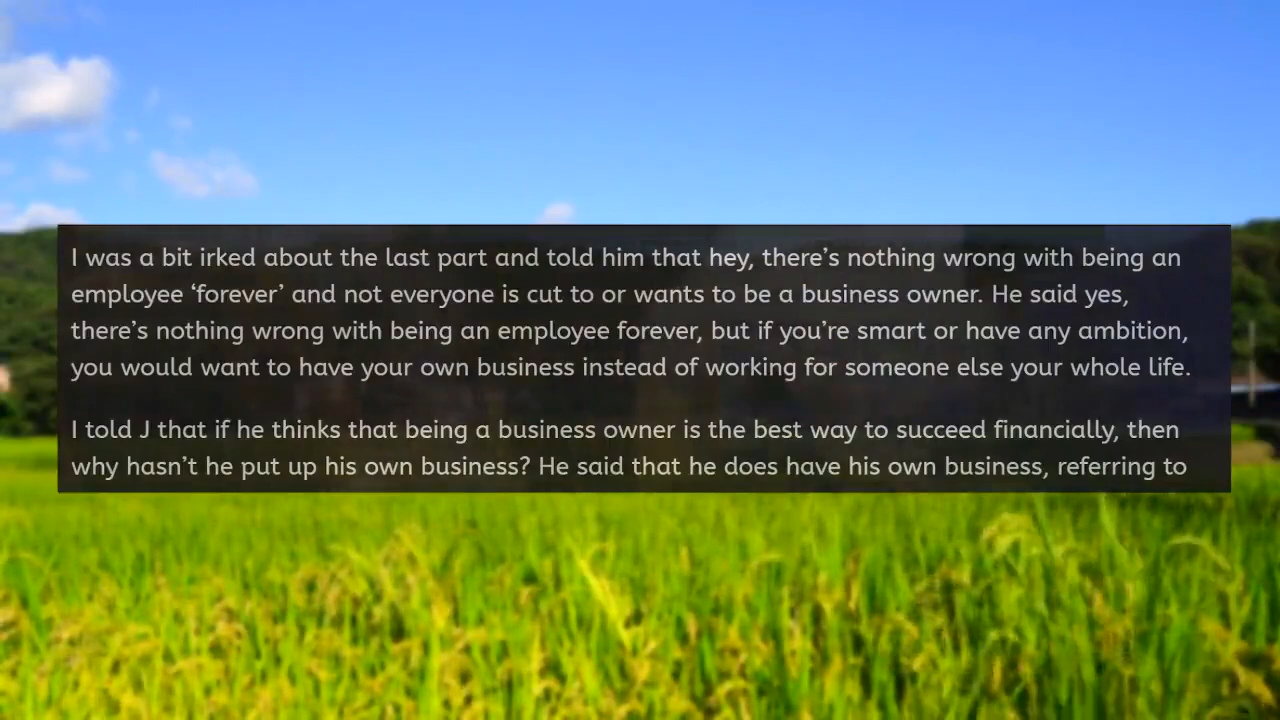 I was a bit irked about the last part and told him that hey, there’s nothing wrong with being an
employee ‘forever’ and not everyone is cut to or wants to be a business owner. He said yes,
there’s nothing wrong with being an employee forever, but if you’re smart or have any ambition,
you would want to have your own business instead of working for someone else your whole life.
I told J that if he thinks that being a business owner is the best way to succeed financially, then
why hasn’t he put up his own business? He said that he does have his own business, referring to